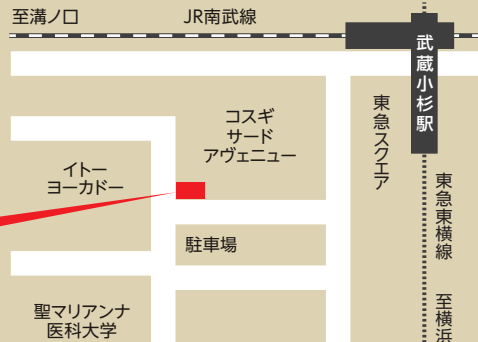 至溝ノ口
JR南武線
武蔵小杉駅
コスギ
サード
アヴェニュー
東急スクエア
イトー
ヨーカドー
東急東横線
駐車場
至横浜
聖マリアンナ
医科大学